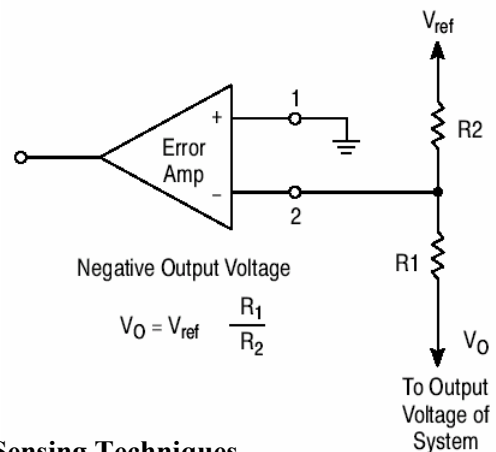 Vref
R2
1
+
Error
Amp
−
2
Negative Output Voltage
R1
VO = Vref R1
R2
VO
To Output
Voltage of
System
Sensing Techniques